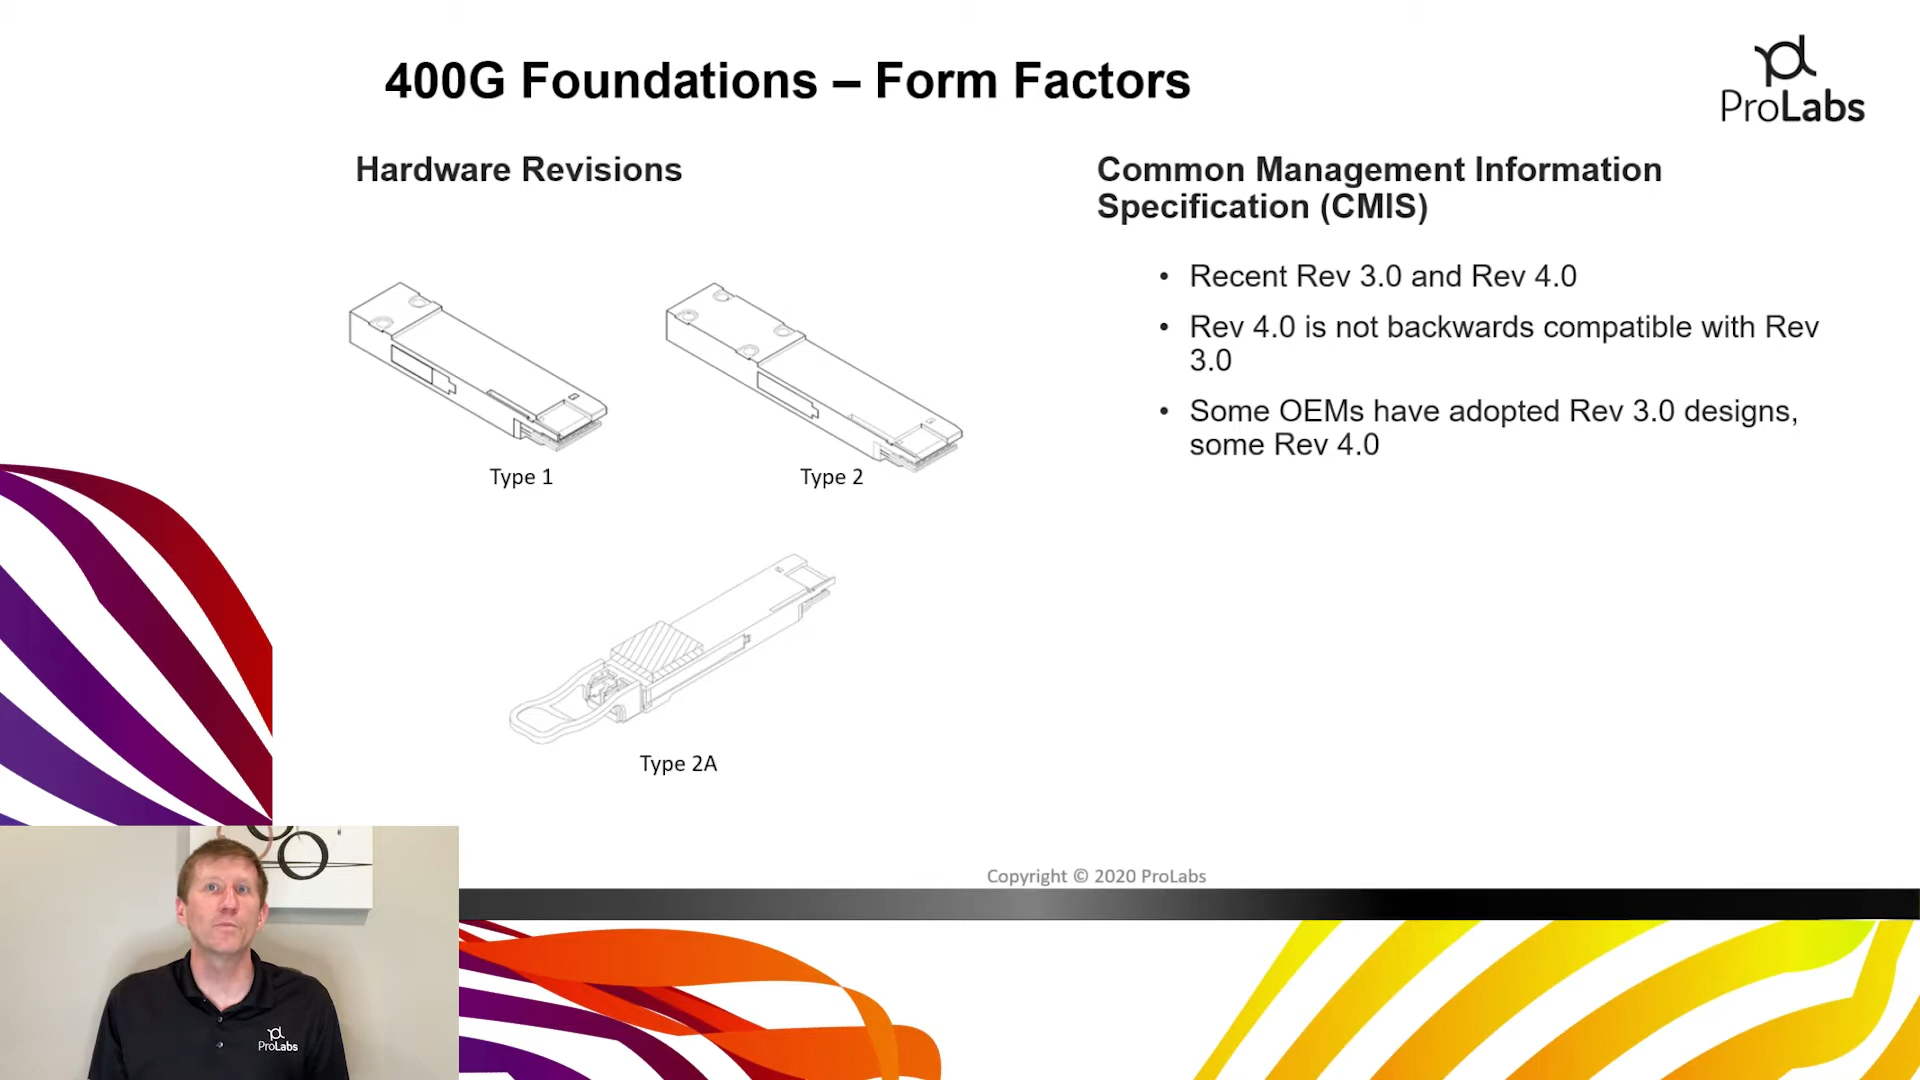 400G Foundations – Form Factors
ProLabs
Hardware Revisions
Common Management Information
Specification (CMIS)
• Recent Rev 3.0 and Rev 4.0
• Rev 4.0 is not backwards compatible with Rev
3.0
• Some OEMs have adopted Rev 3.0 designs,
some Rev 4.0
Type 1
Type 2
Type 2A
Copyright © 2020 ProLabs
ProLabs